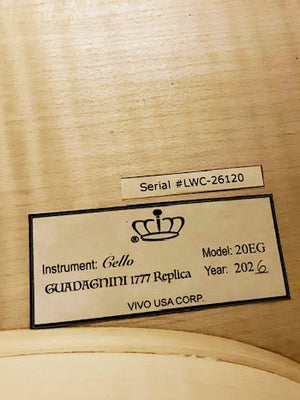 Serial #LWC-26120
®
Instrument: Cello Model: 20EG
GUADAGNINI 1777 Replica Year: 2026
VIVO USA CORP.